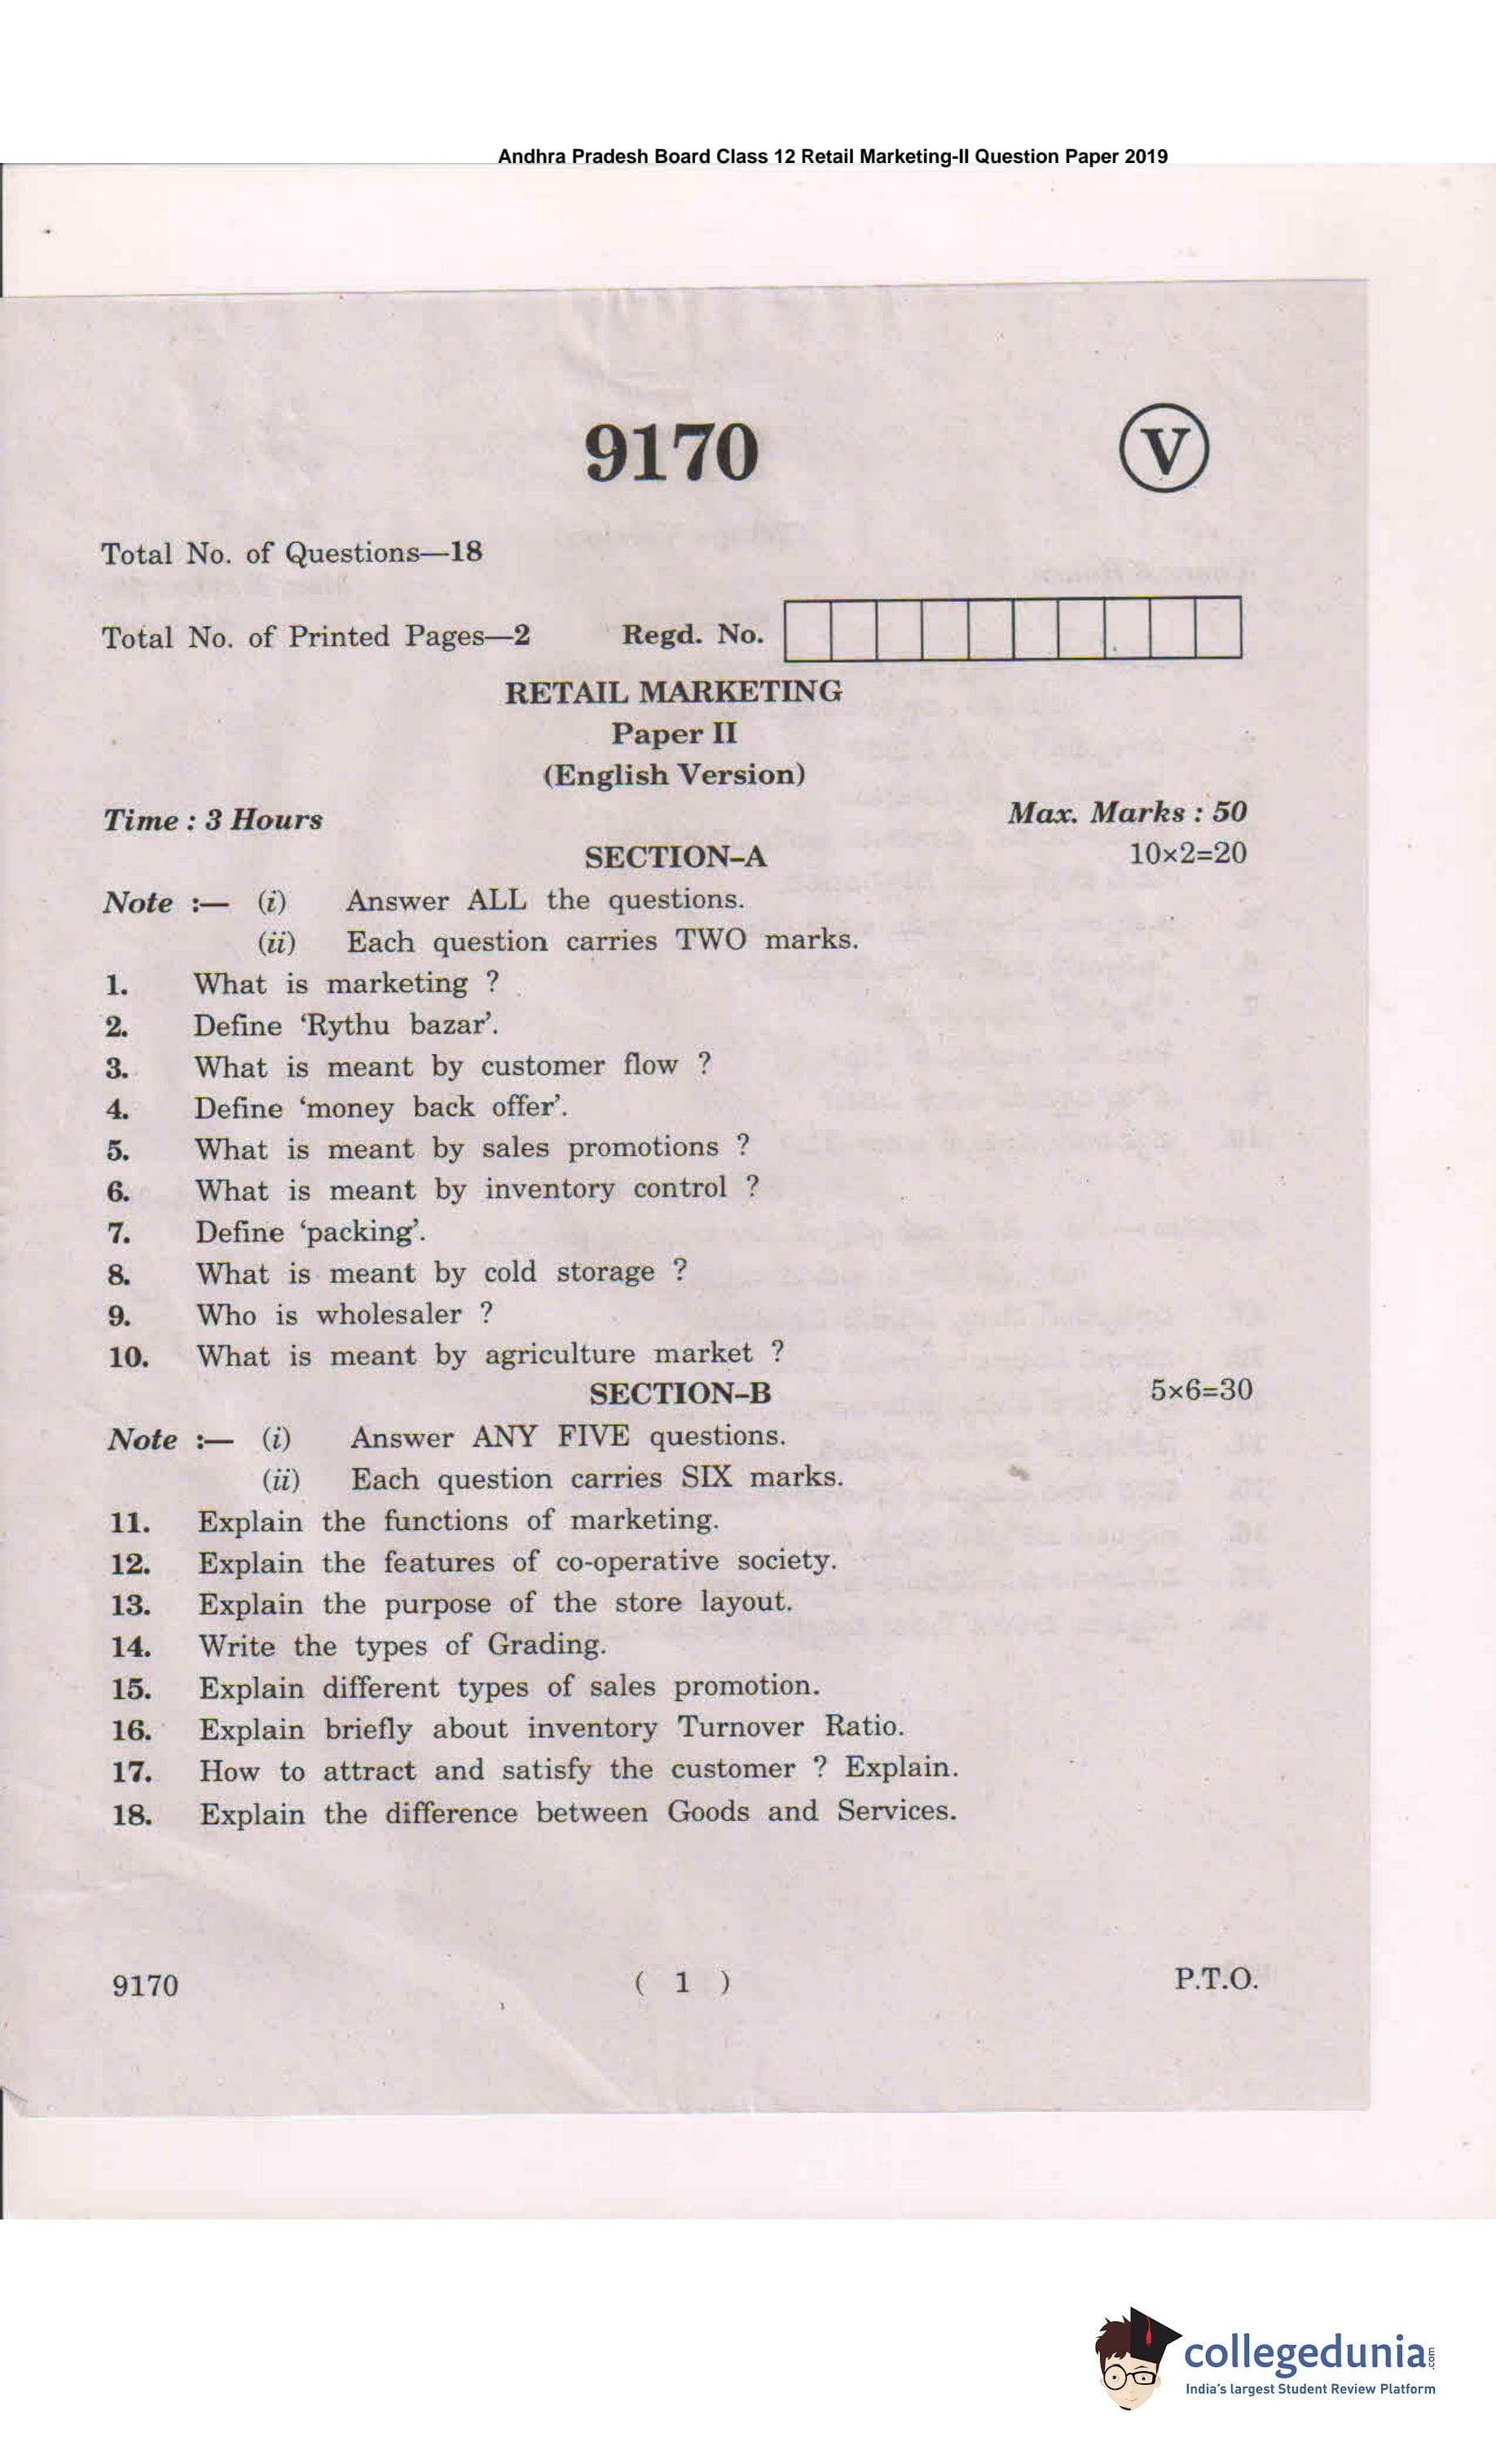 Andhra Pradesh Board Class 12 Retail Marketing-II Question Paper 2019
9170
V
Total No. of Questions—18
Total No. of Printed Pages—2 Regd. No.
RETAIL MARKETING
Paper II
(English Version)
Time : 3 Hours Max. Marks : 50
SECTION–A 10×2=20
Note :— (i) Answer ALL the questions.
(ii) Each question carries TWO marks.
1. What is marketing ?
2. Define ‘Rythu bazar’.
3. What is meant by customer flow ?
4. Define ‘money back offer’.
5. What is meant by sales promotions ?
6. What is meant by inventory control ?
7. Define ‘packing’.
8. What is meant by cold storage ?
9. Who is wholesaler ?
10. What is meant by agriculture market ?
SECTION–B 5×6=30
Note :— (i) Answer ANY FIVE questions.
(ii) Each question carries SIX marks.
11. Explain the functions of marketing.
12. Explain the features of co-operative society.
13. Explain the purpose of the store layout.
14. Write the types of Grading.
15. Explain different types of sales promotion.
16. Explain briefly about inventory Turnover Ratio.
17. How to attract and satisfy the customer ? Explain.
18. Explain the difference between Goods and Services.
9170 ( 1 ) P.T.O.
collegedunia.com
India's largest Student Review Platform